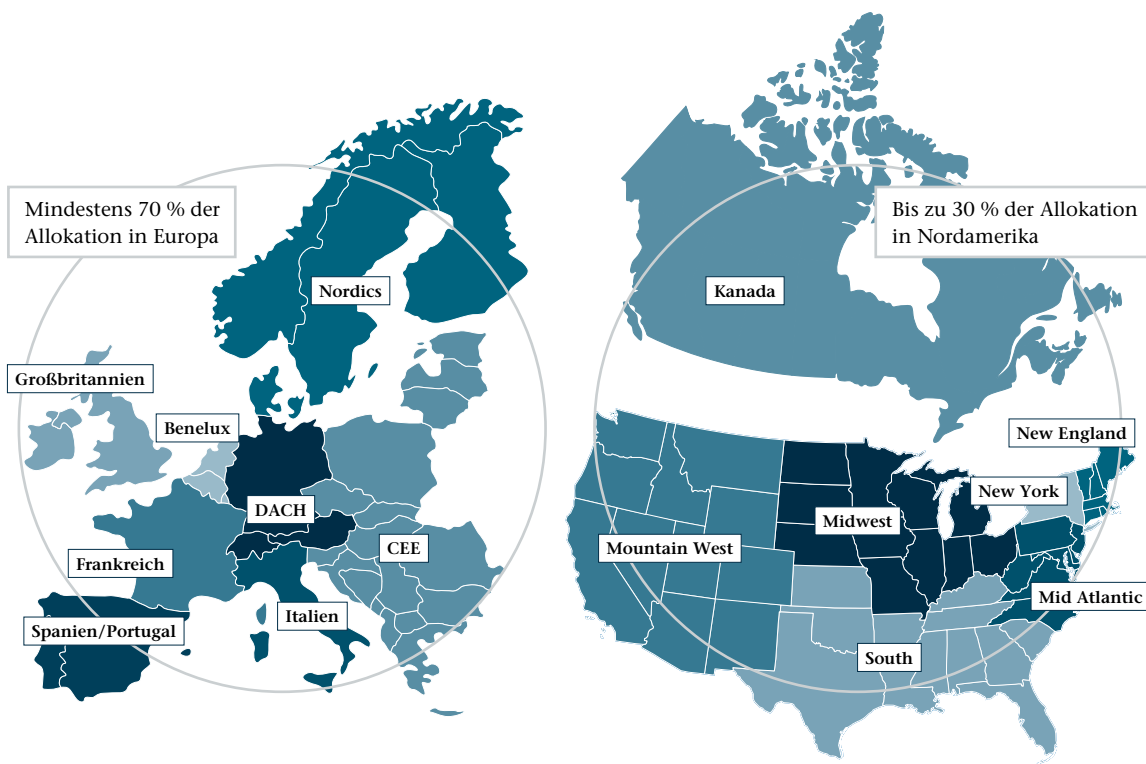 Mindestens 70 % der
Allokation in Europa
Nordics
Großbritannien
Benelux
DACH
CEE
Frankreich
Italien
Spanien/Portugal
Bis zu 30 % der Allokation
in Nordamerika
Kanada
New England
New York
Midwest
Mountain West
Mid Atlantic
South